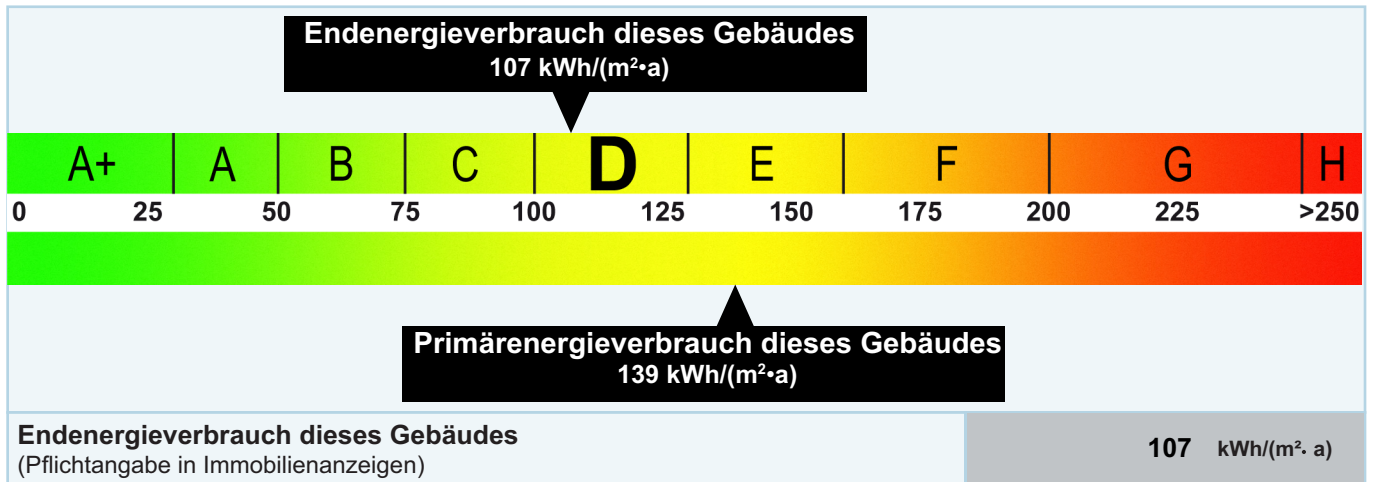 Endenergieverbrauch dieses Gebäudes
107 kWh/(m²•a)
A+ A B C D E F G H
0 25 50 75 100 125 150 175 200 225 >250
Primärenergieverbrauch dieses Gebäudes
139 kWh/(m²•a)
Endenergieverbrauch dieses Gebäudes
(Pflichtangabe in Immobilienanzeigen)
107 kWh/(m²· a)